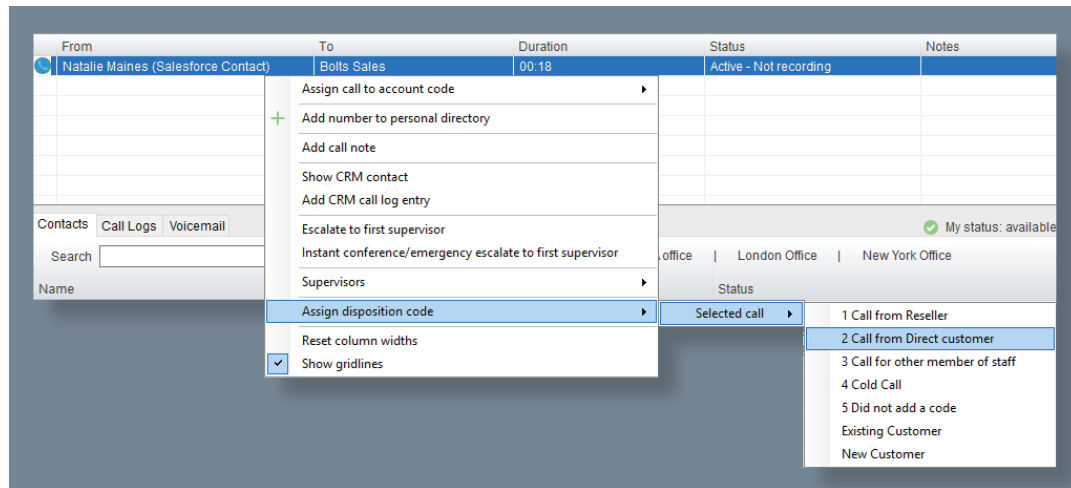 From To Duration Status Notes
Natalie Maines (Salesforce Contact) Bolts Sales 00:18 Active - Not recording
Assign call to account code
Add number to personal directory
Add call note
Show CRM contact
Add CRM call log entry
Contacts Call Logs Voicemail My status: available
Escalate to first supervisor
Search Instant conference/emergency escalate to first supervisor office | London Office | New York Office
Name Supervisors Status
Assign disposition code Selected call 1 Call from Reseller
Reset column widths 2 Call from Direct customer
Show gridlines 3 Call for other member of staff
4 Cold Call
5 Did not add a code
Existing Customer
New Customer